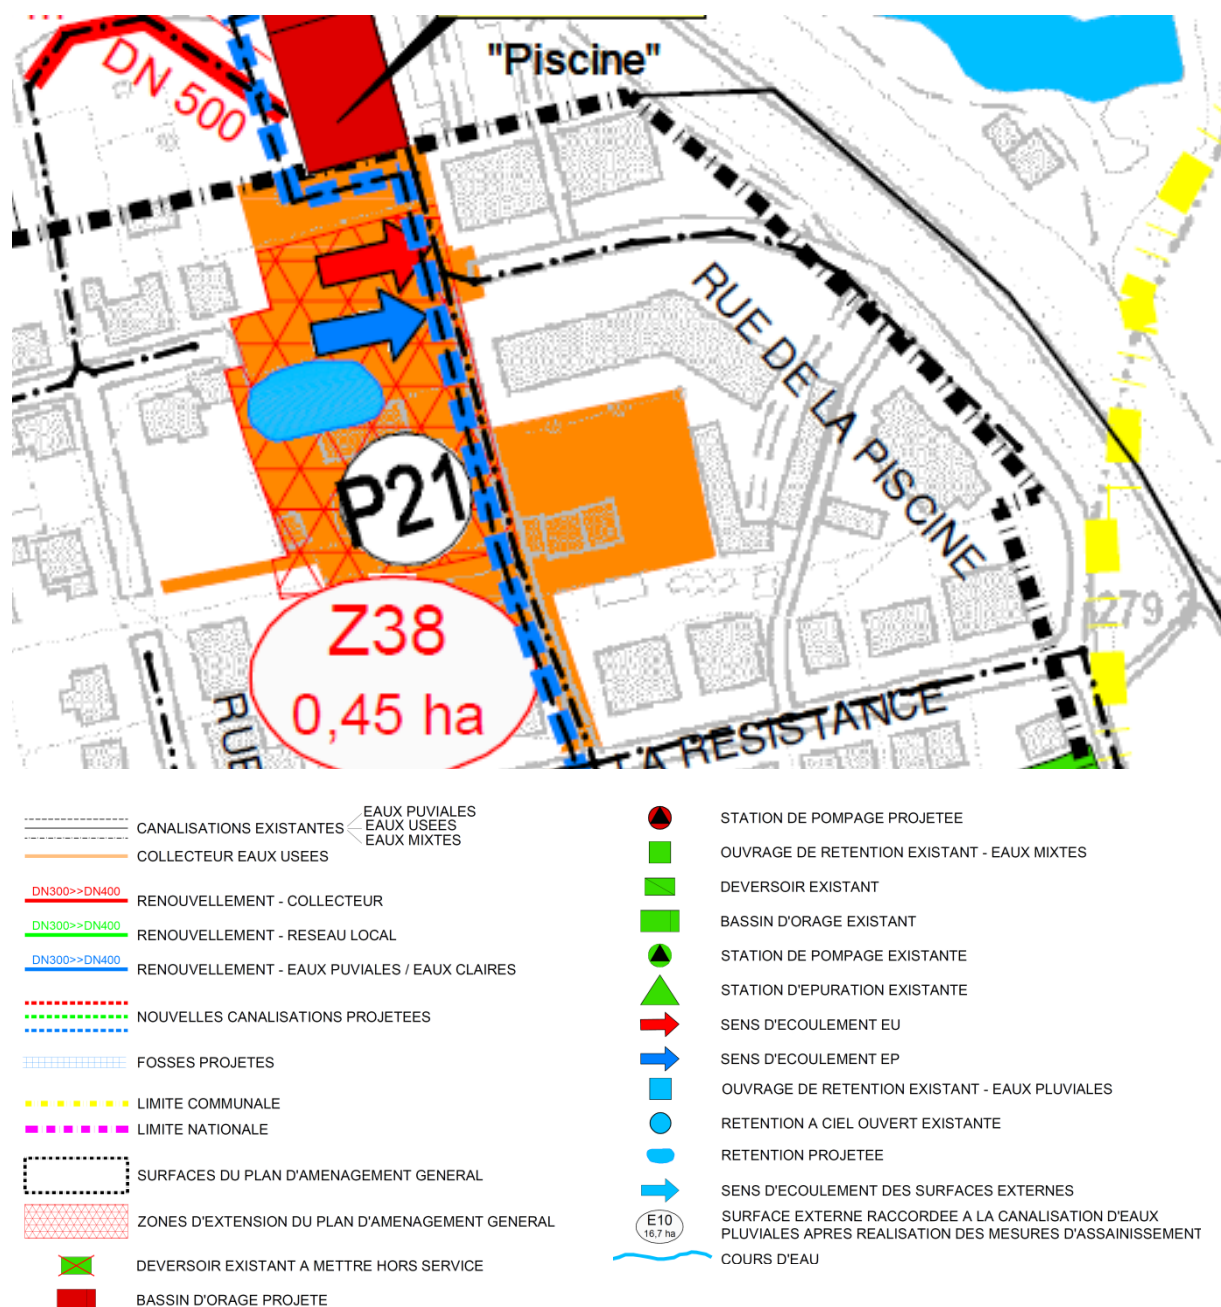 "Piscine"
DN 500
RUE DE LA PISCINE
P21
Z38
0,45 ha
279
RUE
LA RESISTANCE
CANALISATIONS EXISTANTES
EAUX PUVIALES
EAUX USEES
EAUX MIXTES
COLLECTEUR EAUX USEES
DN300>>DN400
RENOUVELLEMENT - COLLECTEUR
DN300>>DN400
RENOUVELLEMENT - RESEAU LOCAL
DN300>>DN400
RENOUVELLEMENT - EAUX PUVIALES / EAUX CLAIRES
NOUVELLES CANALISATIONS PROJETEES
FOSSES PROJETES
LIMITE COMMUNALE
LIMITE NATIONALE
SURFACES DU PLAN D'AMENAGEMENT GENERAL
ZONES D'EXTENSION DU PLAN D'AMENAGEMENT GENERAL
DEVERSOIR EXISTANT A METTRE HORS SERVICE
BASSIN D'ORAGE PROJETE
STATION DE POMPAGE PROJETEE
OUVRAGE DE RETENTION EXISTANT - EAUX MIXTES
DEVERSOIR EXISTANT
BASSIN D'ORAGE EXISTANT
STATION DE POMPAGE EXISTANTE
STATION D'EPURATION EXISTANTE
SENS D'ECOULEMENT EU
SENS D'ECOULEMENT EP
OUVRAGE DE RETENTION EXISTANT - EAUX PLUVIALES
RETENTION A CIEL OUVERT EXISTANTE
RETENTION PROJETEE
SENS D'ECOULEMENT DES SURFACES EXTERNES
E10
16,7 ha
SURFACE EXTERNE RACCORDEE A LA CANALISATION D'EAUX
PLUVIALES APRES REALISATION DES MESURES D'ASSAINISSEMENT
COURS D'EAU